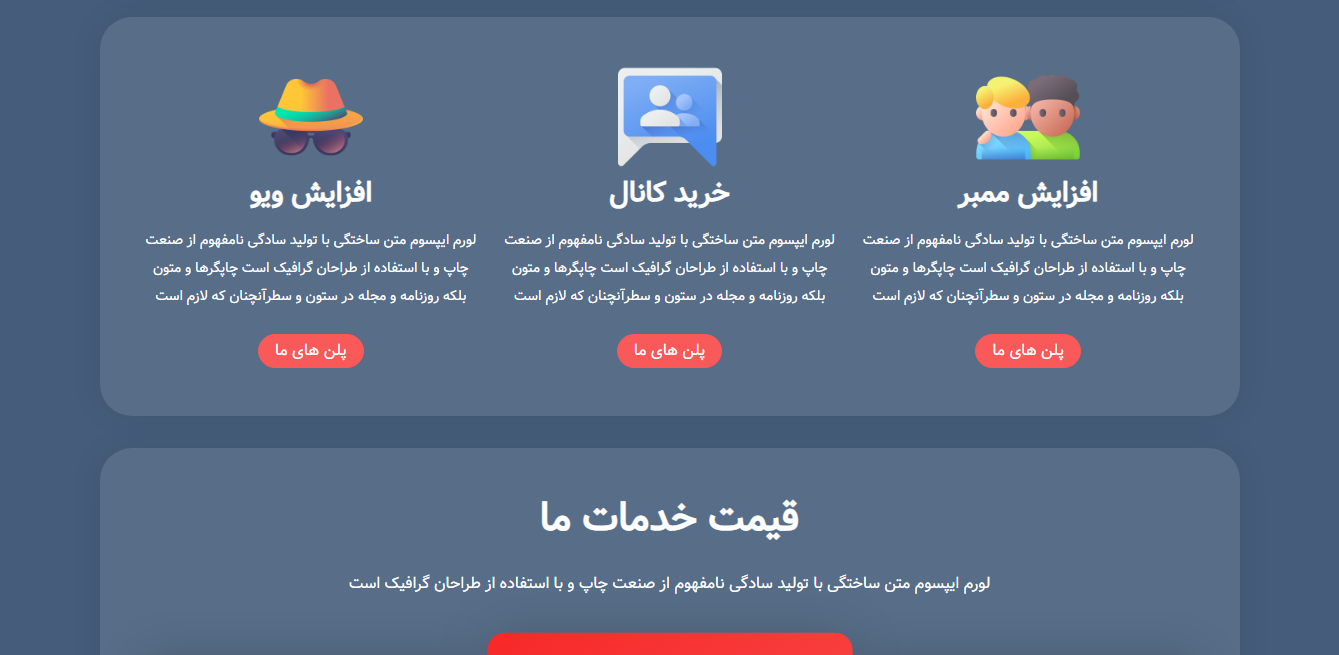 افزایش ممبر
لورم ایپسوم متن ساختگی با تولید سادگی نامفهوم از صنعت
چاپ و با استفاده از طراحان گرافیک است چاپگرها و متون
بلکه روزنامه و مجله در ستون و سطرآنچنان که لازم است
پلن های ما
خرید کانال
لورم ایپسوم متن ساختگی با تولید سادگی نامفهوم از صنعت
چاپ و با استفاده از طراحان گرافیک است چاپگرها و متون
بلکه روزنامه و مجله در ستون و سطرآنچنان که لازم است
پلن های ما
افزایش ویو
لورم ایپسوم متن ساختگی با تولید سادگی نامفهوم از صنعت
چاپ و با استفاده از طراحان گرافیک است چاپگرها و متون
بلکه روزنامه و مجله در ستون و سطرآنچنان که لازم است
پلن های ما
قیمت خدمات ما
لورم ایپسوم متن ساختگی با تولید سادگی نامفهوم از صنعت چاپ و با استفاده از طراحان گرافیک است